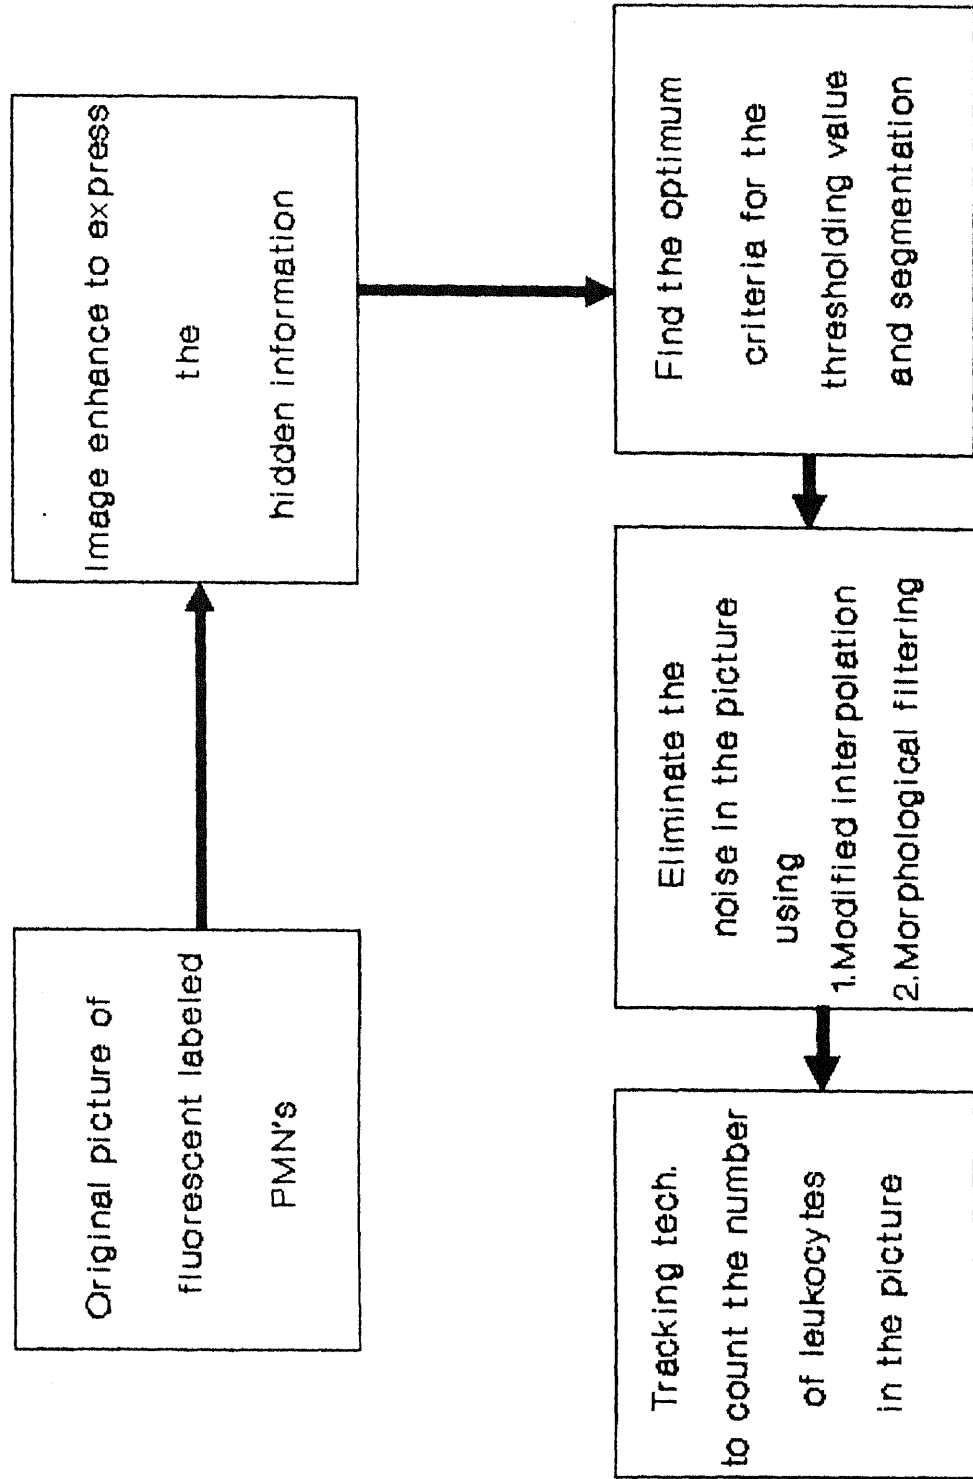 Original picture of
fluorescent labeled
PMN's
Image enhance to express
the
hidden information
Find the optimum
criteria for the
thresholding value
and segmentation
Eliminate the
noise in the picture
using
1.Modified interpolation
2.Morphological filtering
Tracking tech.
to count the number
of leukocytes
in the picture